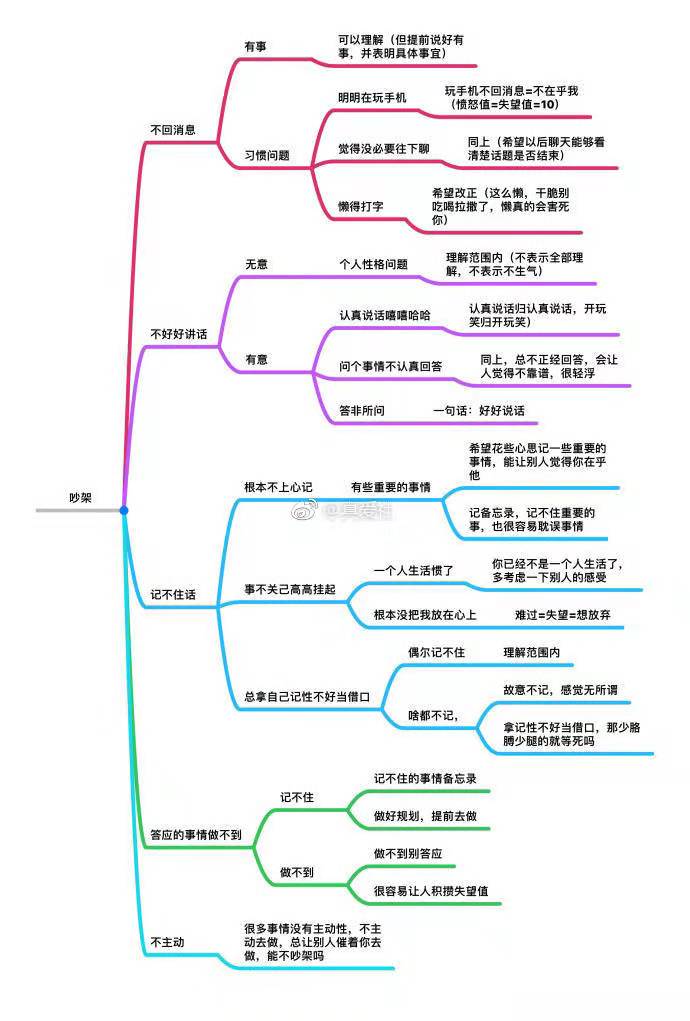 吵架
不回消息
有事
可以理解（但提前说好有
事，并表明具体事宜）
习惯问题
明明在玩手机
玩手机不回消息=不在乎我
（愤怒值=失望值=10）
觉得没必要往下聊
同上（希望以后聊天能够看
清楚话题是否结束）
懒得打字
希望改正（这么懒，干脆别
吃喝拉撒了，懒真的会害死
你）
不好好讲话
无意
个人性格问题
理解范围内（不表示全部理
解，不表示不生气）
有意
认真说话嘻嘻哈哈
认真说话归认真说话，开玩
笑归开玩笑）
问个事情不认真回答
同上，总不正经回答，会让
人觉得不靠谱，很轻浮
答非所问
一句话：好好说话
记不住话
根本不上心记
有些重要的事情
希望花些心思记一些重要的
事情，能让别人觉得你在乎
他
记备忘录，记不住重要的
事，也很容易耽误事情
事不关己高高挂起
一个人生活惯了
你已经不是一个人生活了，
多考虑一下别人的感受
根本没把我放在心上
难过=失望=想放弃
总拿自己记性不好当借口
偶尔记不住
理解范围内
啥都不记，
故意不记，感觉无所谓
拿记性不好当借口，那少胳
膊少腿的就等死吗
答应的事情做不到
记不住
记不住的事情备忘录
做好规划，提前去做
做不到
做不到别答应
很容易让人积攒失望值
不主动
很多事情没有主动性，不主
动去做，总让别人催着你去
做，能不吵架吗